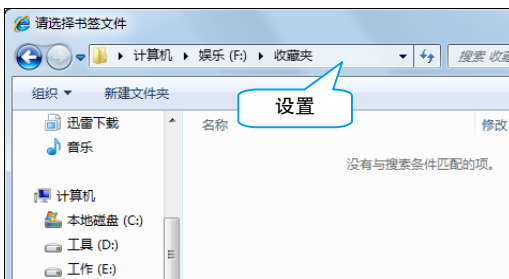 请选择书签文件
计算机 娱乐 (F:) 收藏夹
搜索 收藏
组织 新建文件夹
设置
迅雷下载
名称
修改
音乐
没有与搜索条件匹配的项。
计算机
本地磁盘 (C:)
工具 (D:)
工作 (E:)